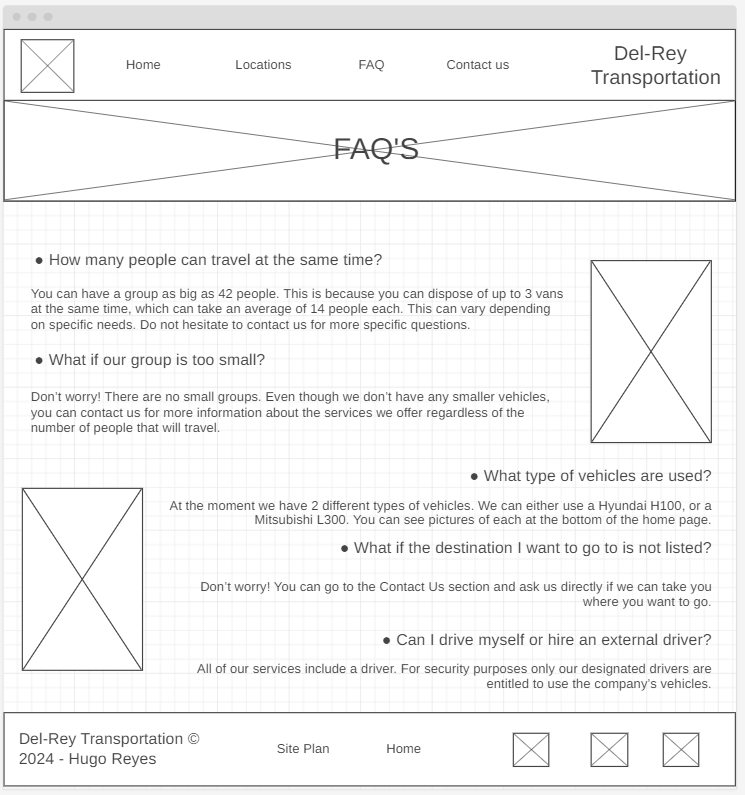 Home
Locations
FAQ
Contact us
Del-Rey
Transportation
FAQ'S
● How many people can travel at the same time?
You can have a group as big as 42 people. This is because you can dispose of up to 3 vans
at the same time, which can take an average of 14 people each. This can vary depending
on specific needs. Do not hesitate to contact us for more specific questions.
● What if our group is too small?
Don't worry! There are no small groups. Even though we don't have any smaller vehicles,
you can contact us for more information about the services we offer regardless of the
number of people that will travel.
● What type of vehicles are used?
At the moment we have 2 different types of vehicles. We can either use a Hyundai H100, or a
Mitsubishi L300. You can see pictures of each at the bottom of the home page.
● What if the destination I want to go to is not listed?
Don't worry! You can go to the Contact Us section and ask us directly if we can take you
where you want to go.
● Can I drive myself or hire an external driver?
All of our services include a driver. For security purposes only our designated drivers are
entitled to use the company's vehicles.
Del-Rey Transportation ©
2024 - Hugo Reyes
Site Plan
Home